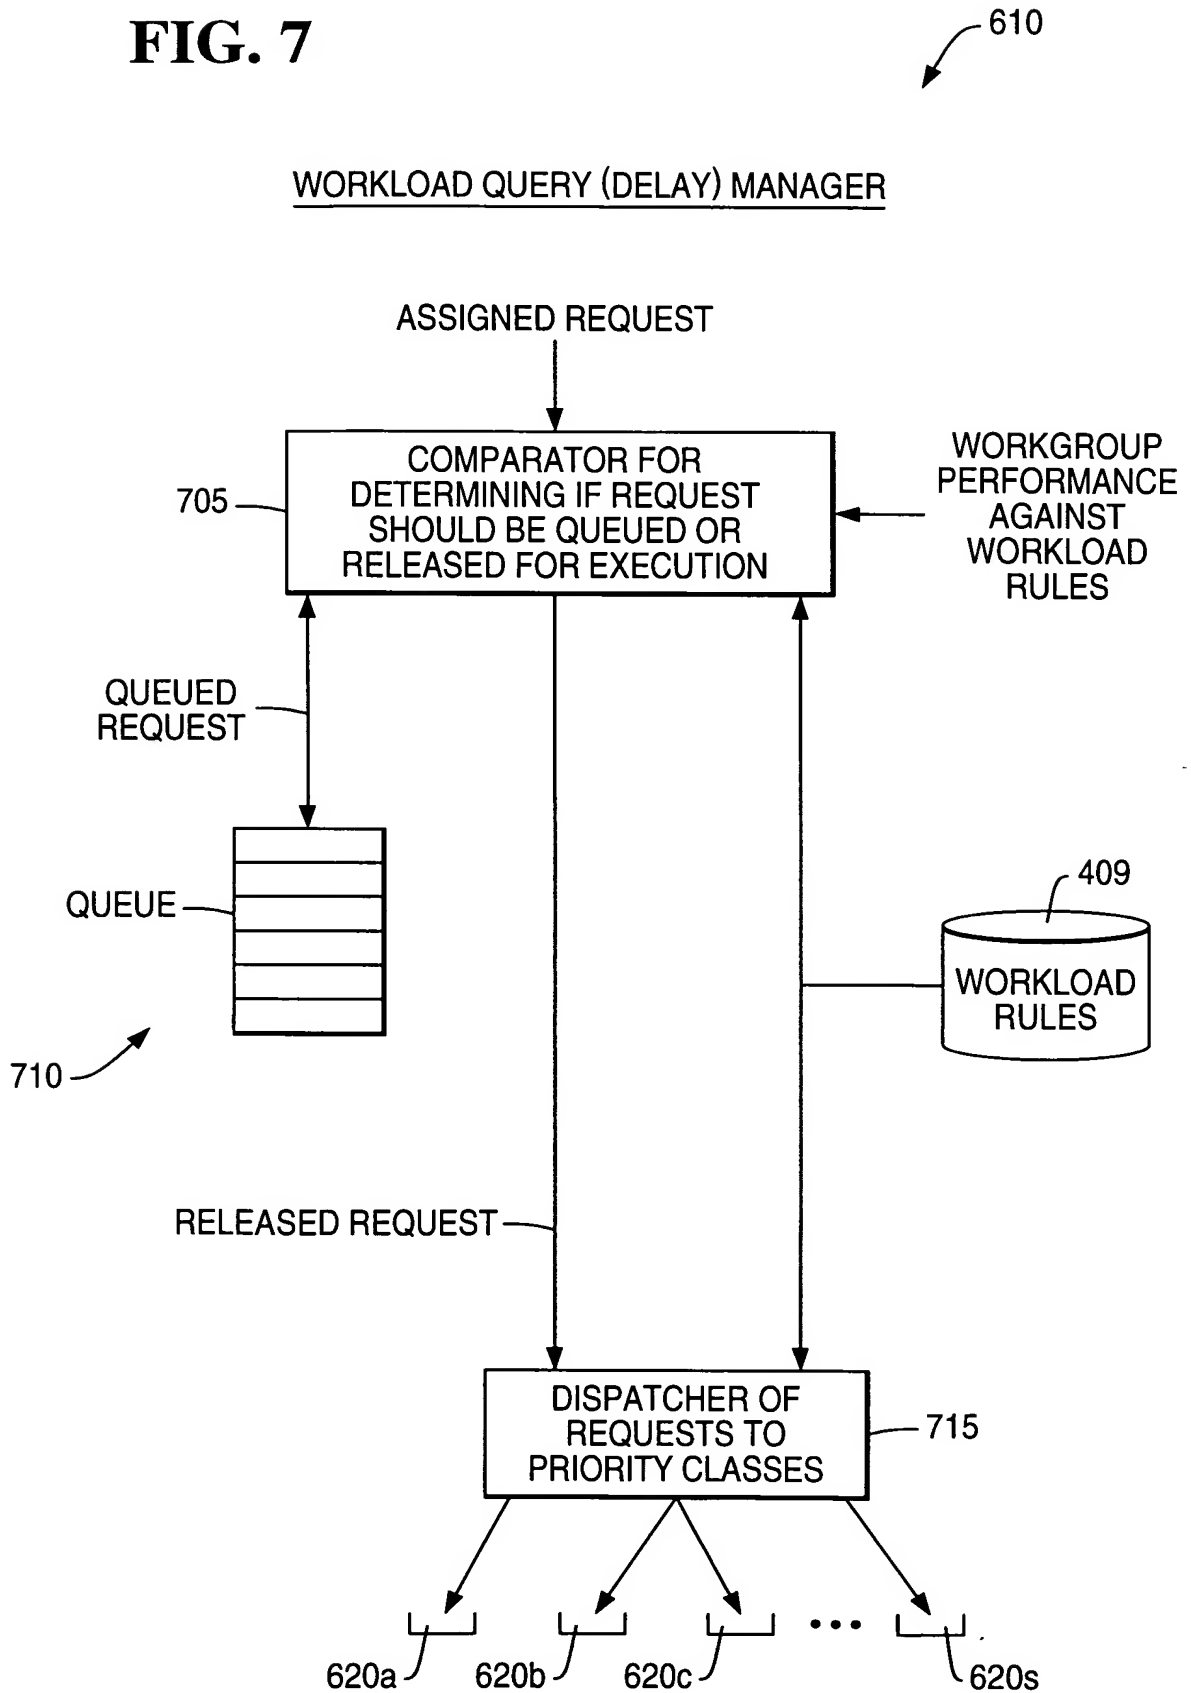 FIG. 7
610
WORKLOAD QUERY (DELAY) MANAGER
ASSIGNED REQUEST
705
COMPARATOR FOR
DETERMINING IF REQUEST
SHOULD BE QUEUED OR
RELEASED FOR EXECUTION
WORKGROUP
PERFORMANCE
AGAINST
WORKLOAD
RULES
QUEUED
REQUEST
QUEUE
710
409
WORKLOAD
RULES
RELEASED REQUEST
DISPATCHER OF
REQUESTS TO
PRIORITY CLASSES
715
620a
620b
620c
620s